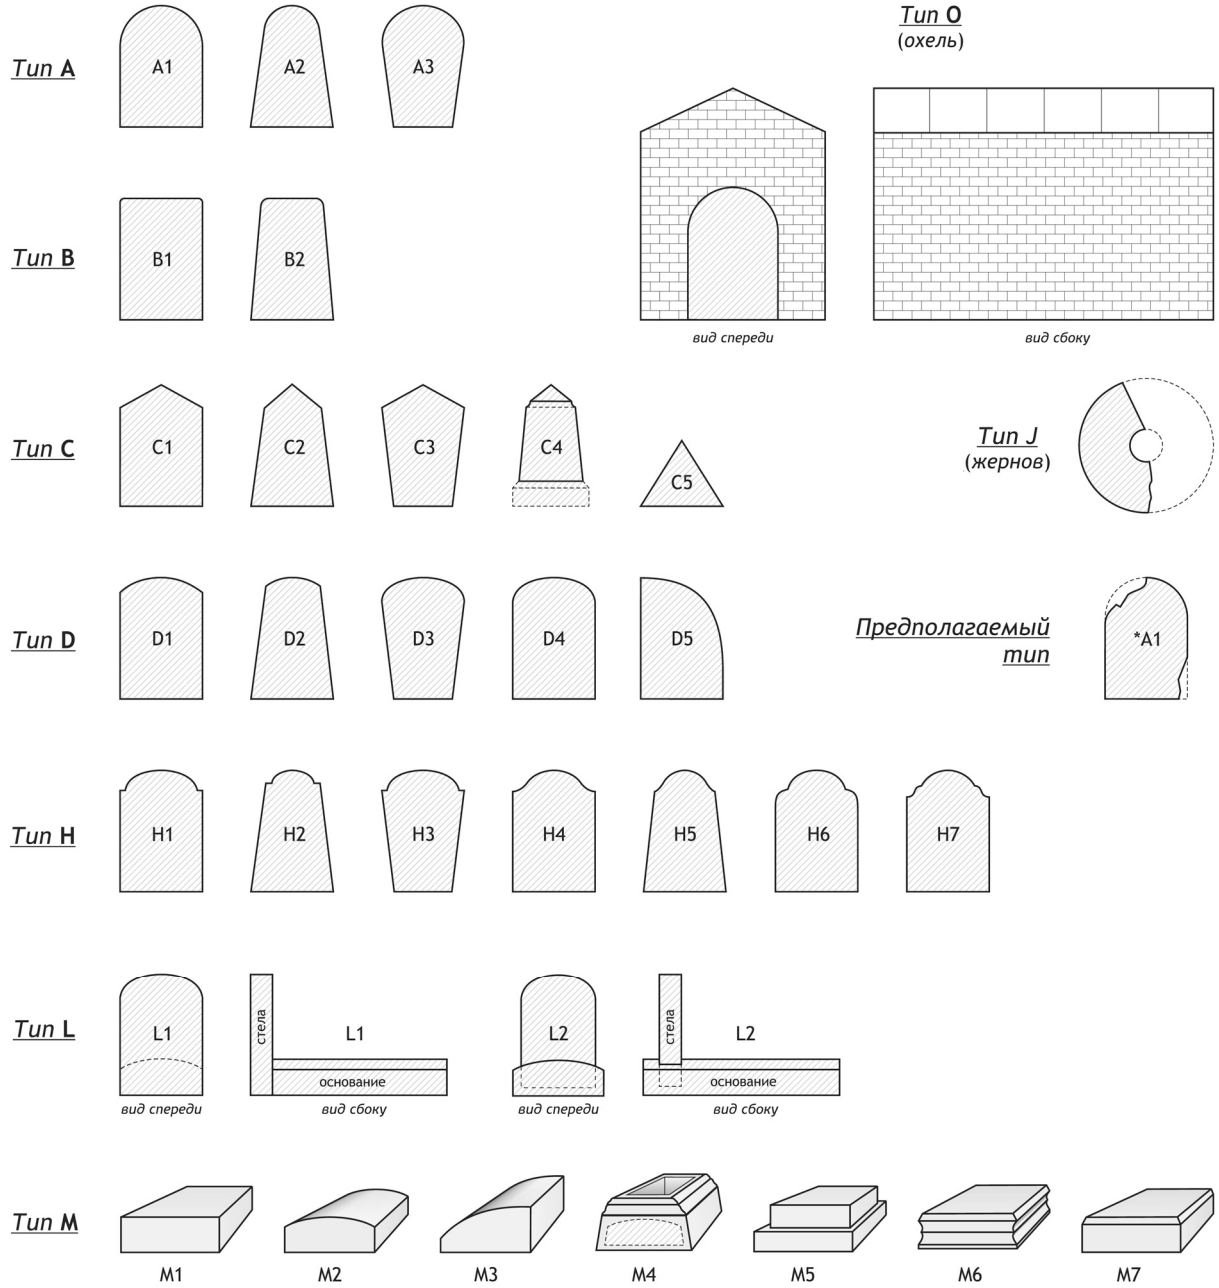 Тип O
(охель)
Тип A
A1
A2
A3
Тип B
B1
B2
вид спереди
вид сбоку
Тип C
C1
C2
C3
C4
C5
Тип J
(жернов)
Тип D
D1
D2
D3
D4
D5
Предполагаемый
тип
*A1
Тип H
H1
H2
H3
H4
H5
H6
H7
Тип L
L1
стела
L1
основание
L2
стела
L2
основание
вид спереди
вид сбоку
вид спереди
вид сбоку
Тип M
M1
M2
M3
M4
M5
M6
M7